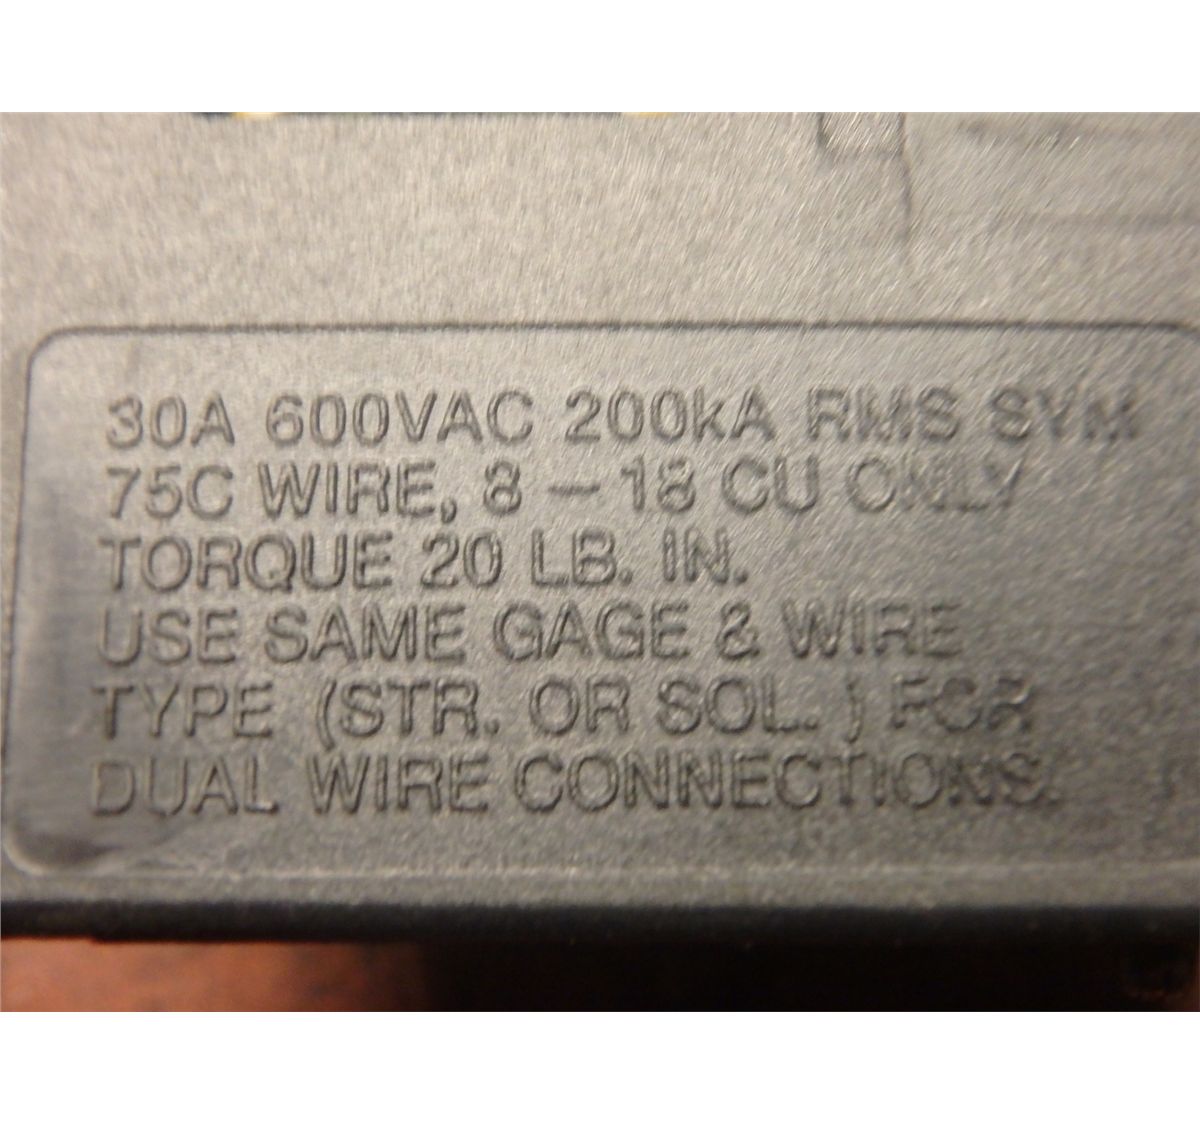 30A 600VAC 200kA RMS SYM
75C WIRE, 8 – 18 CU ONLY
TORQUE 20 LB. IN.
USE SAME GAGE & WIRE
TYPE (STR. OR SOL. ) FOR
DUAL WIRE CONNECTIONS.